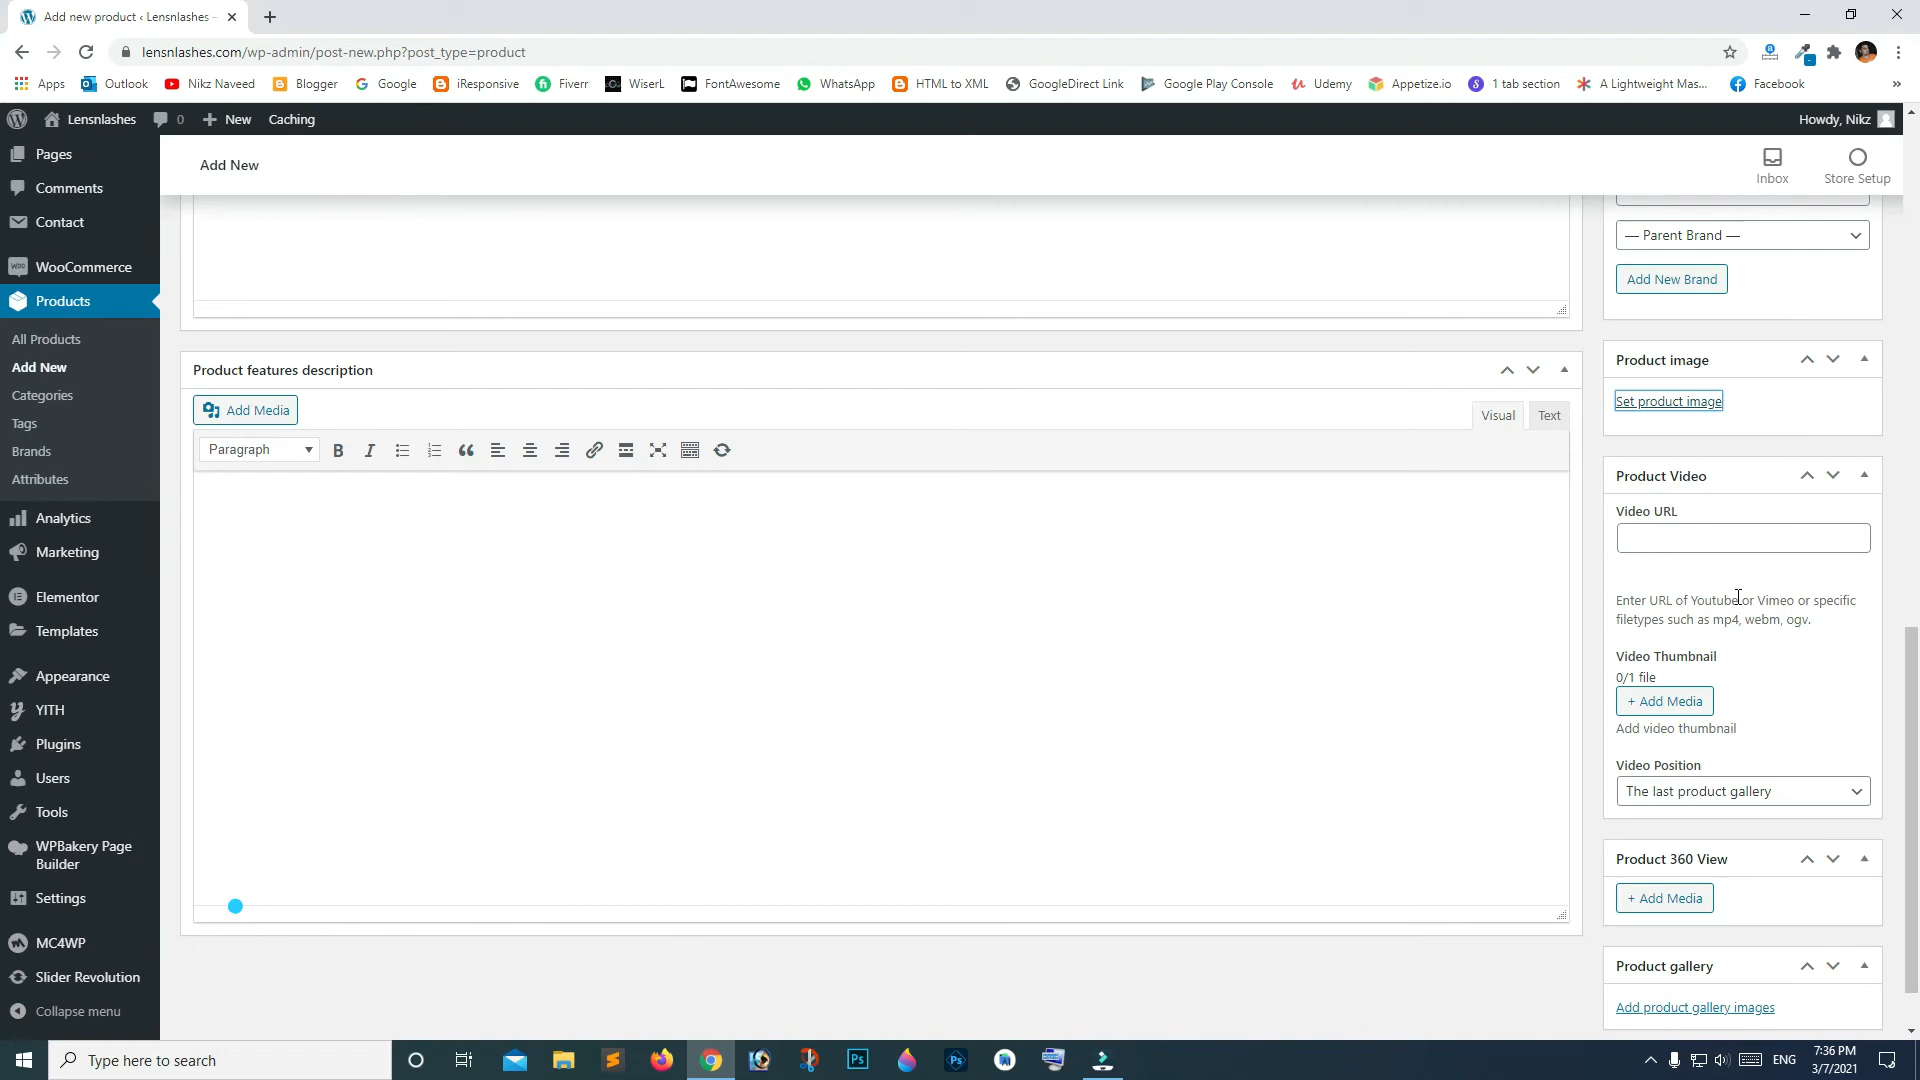 Add new product ‹ Lensnlashes -
lensnlashes.com/wp-admin/post-new.php?post_type=product
Apps
Outlook
Nikz Naveed
Blogger
Google
iResponsive
Fiverr
WiserL
FontAwesome
WhatsApp
HTML to XML
GoogleDirect Link
Google Play Console
Udemy
Appetize.io
1 tab section
A Lightweight Mas...
Facebook
»
Lensnlashes
0
New
Caching
Howdy, Nikz
Pages
Comments
Contact
WooCommerce
Products
All Products
Add New
Categories
Tags
Brands
Attributes
Analytics
Marketing
Elementor
Templates
Appearance
YITH
Plugins
Users
Tools
WPBakery Page
Builder
Settings
MC4WP
Slider Revolution
Collapse menu
Add New
Inbox
Store Setup
Product features description
Add Media
Visual
Text
Paragraph
B
I
— Parent Brand —
Add New Brand
Product image
Set product image
Product Video
Video URL
Enter URL of Youtube or Vimeo or specific
filetypes such as mp4, webm, ogv.
Video Thumbnail
0/1 file
+ Add Media
Add video thumbnail
Video Position
The last product gallery
Product 360 View
+ Add Media
Product gallery
Add product gallery images
Type here to search
Ps
Ps
ENG
7:36 PM
3/7/2021